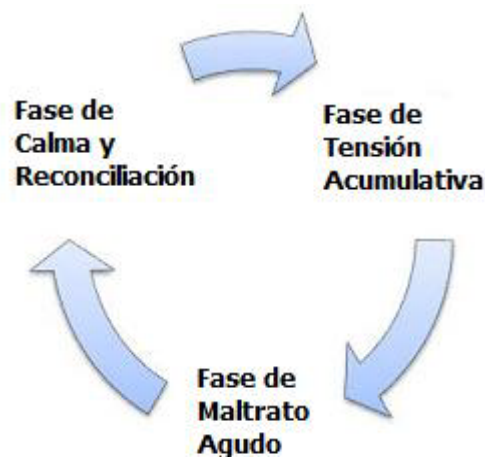 Fase de
Calma y
Reconciliación
Fase de
Tensión
Acumulativa
Fase de
Maltrato
Agudo